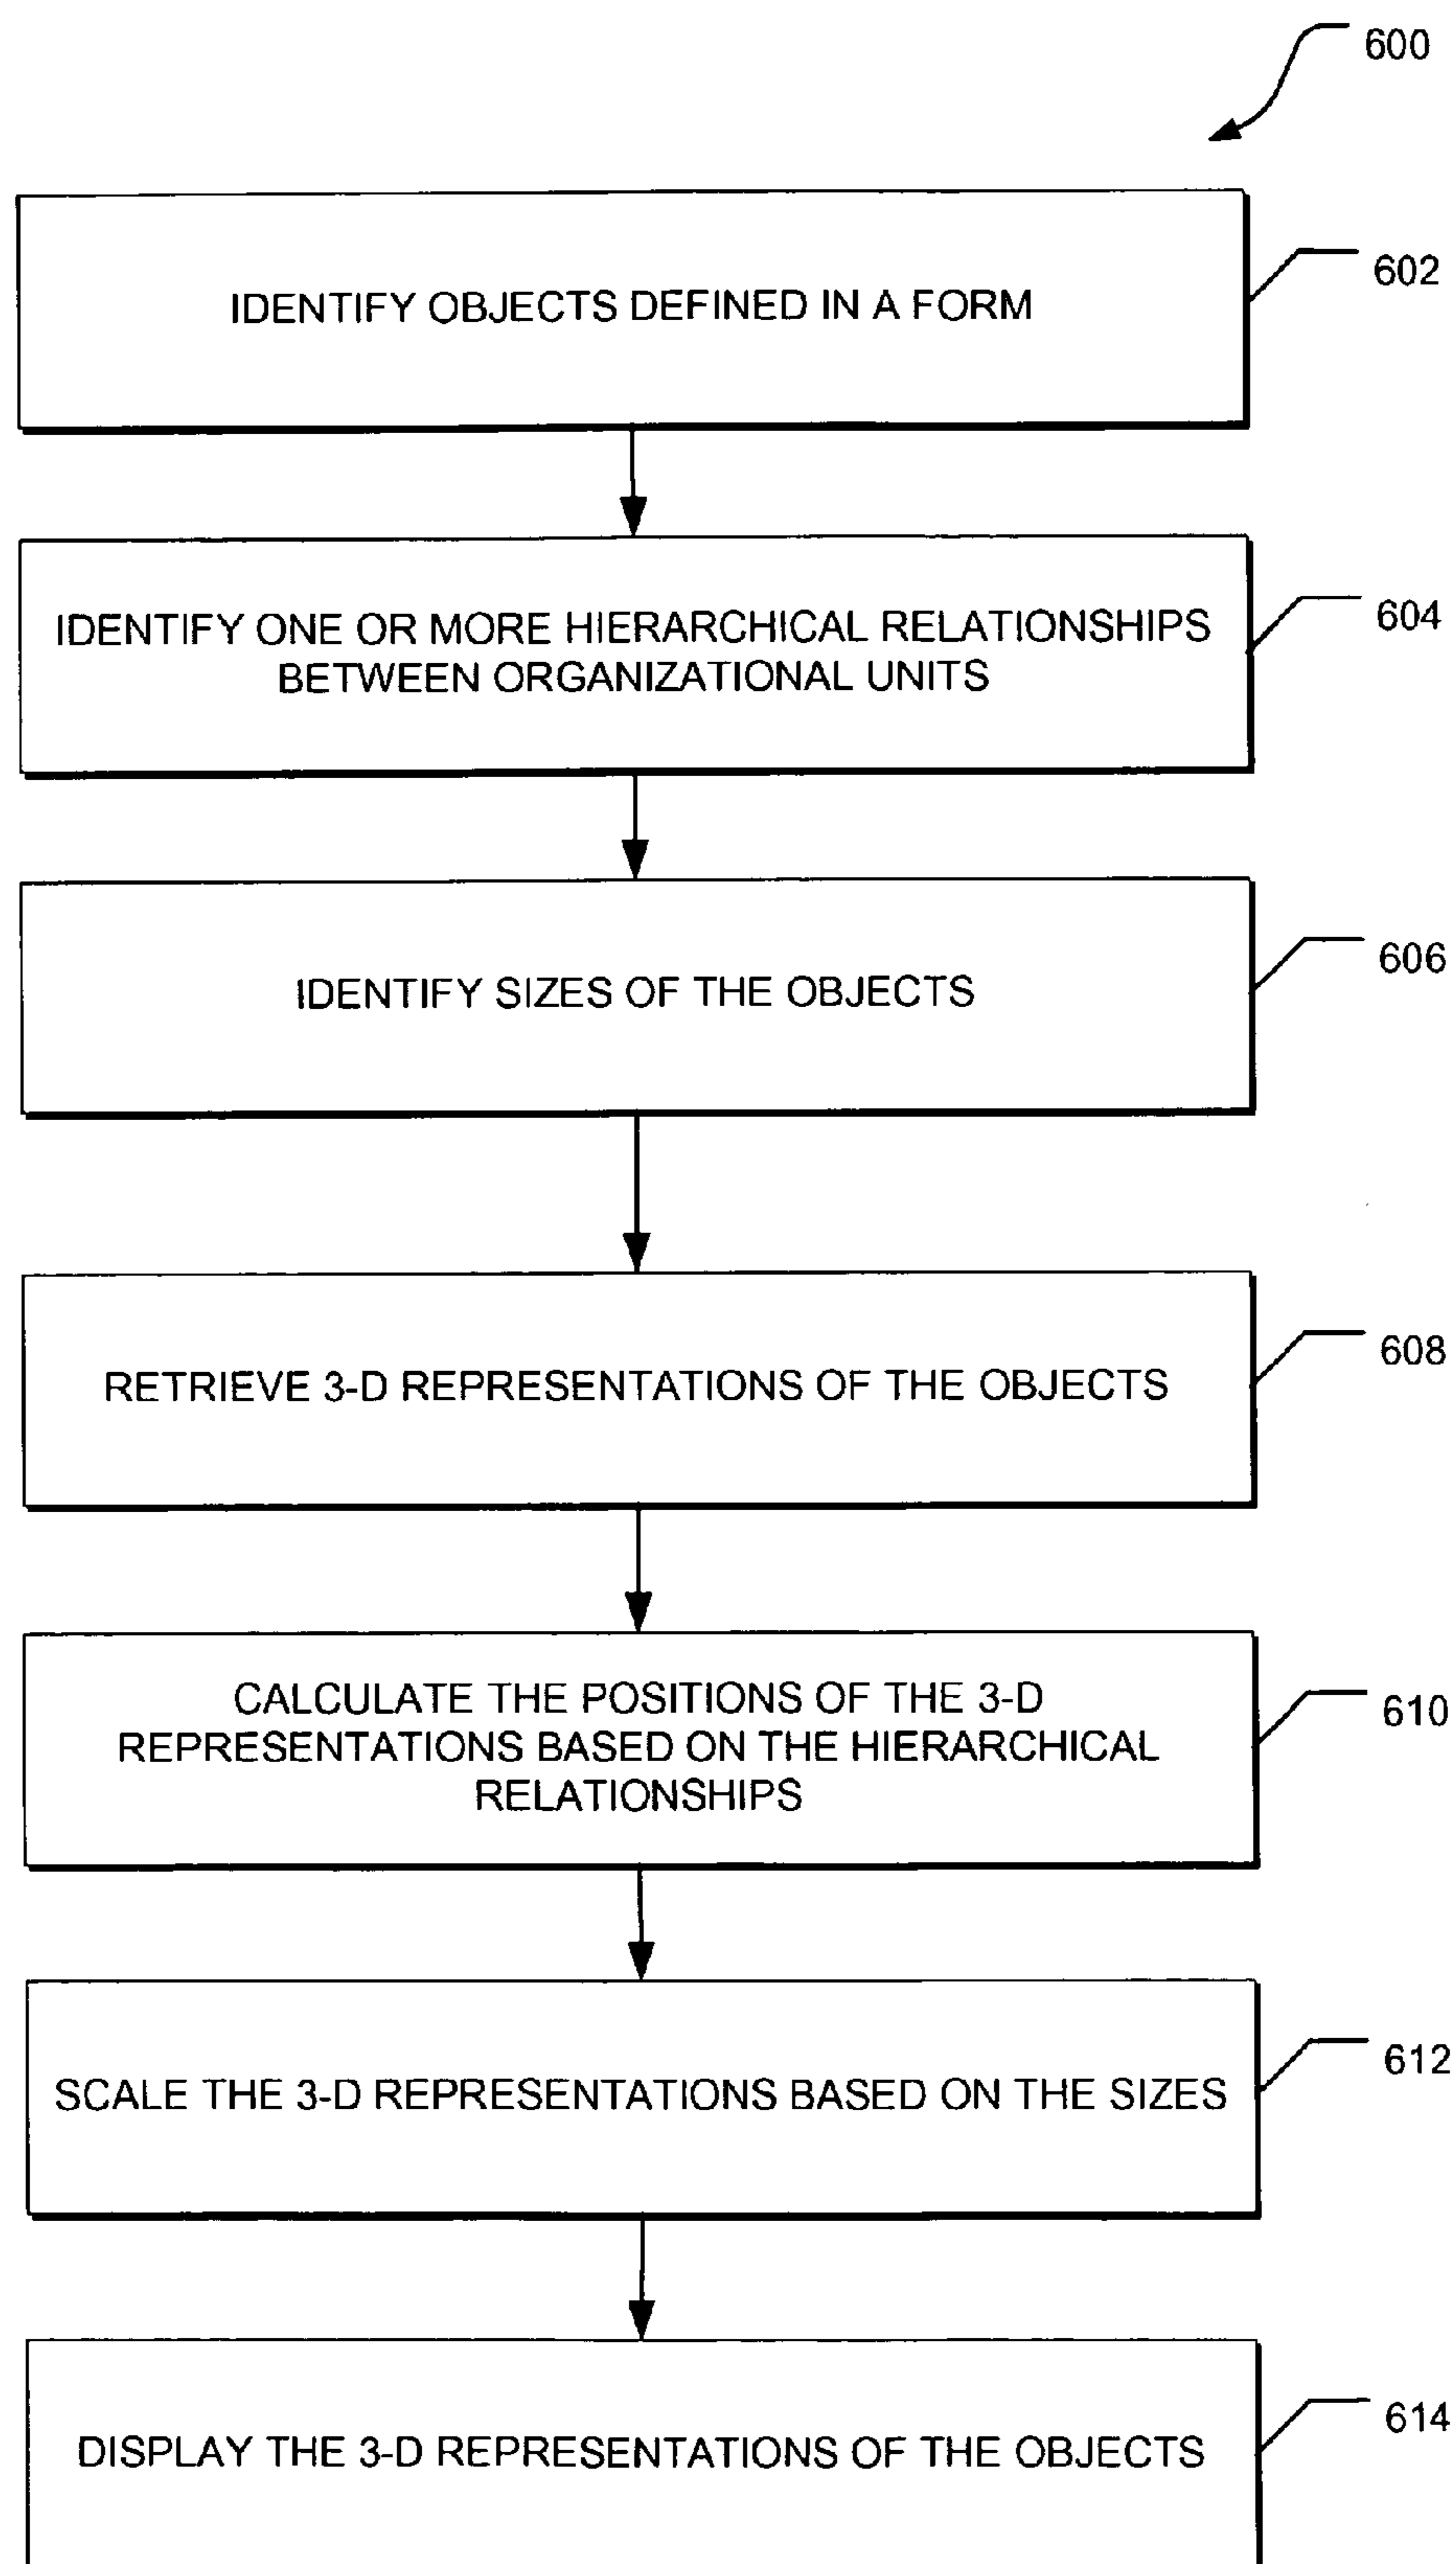 600
IDENTIFY OBJECTS DEFINED IN A FORM
602
IDENTIFY ONE OR MORE HIERARCHICAL RELATIONSHIPS
BETWEEN ORGANIZATIONAL UNITS
604
IDENTIFY SIZES OF THE OBJECTS
606
RETRIEVE 3-D REPRESENTATIONS OF THE OBJECTS
608
CALCULATE THE POSITIONS OF THE 3-D
REPRESENTATIONS BASED ON THE HIERARCHICAL
RELATIONSHIPS
610
SCALE THE 3-D REPRESENTATIONS BASED ON THE SIZES
612
DISPLAY THE 3-D REPRESENTATIONS OF THE OBJECTS
614